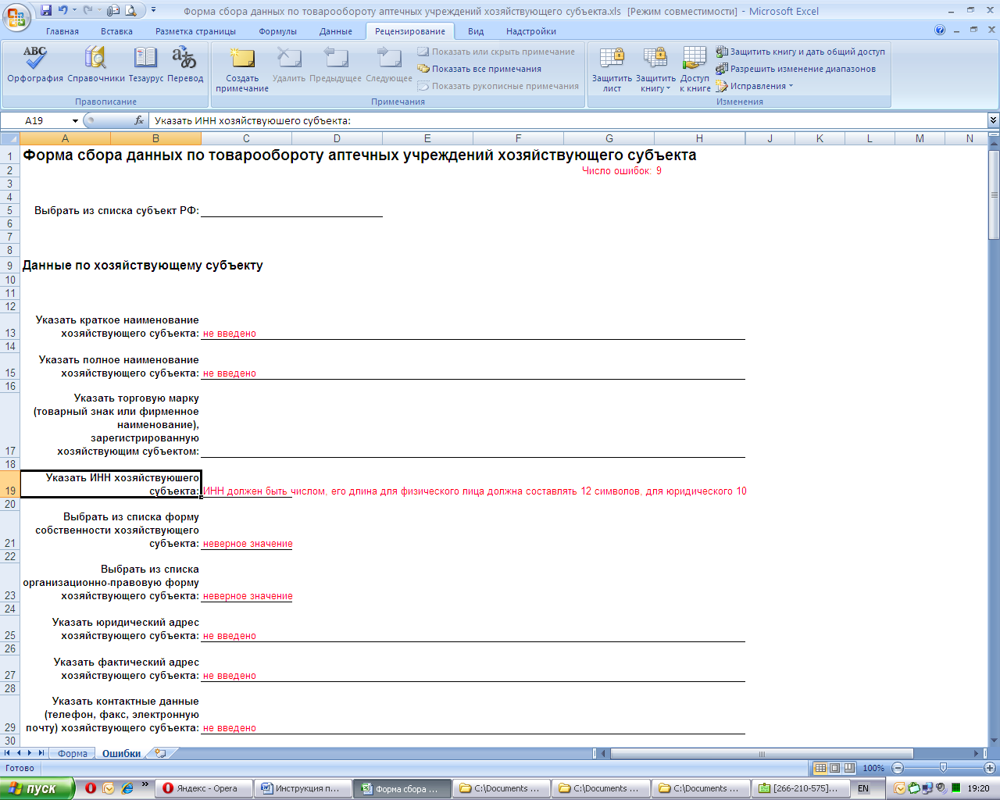 Форма сбора данных по товарообороту аптечных учреждений хозяйствующего субъекта.xls [Режим совместимости] - Microsoft Excel
Главная Вставка Разметка страницы Формулы Данные Рецензирование Вид Надстройки
ABC
Орфография Справочники Тезаурус Перевод
Правописание
Создать примечание Удалить Предыдущее Следующее
Показать или скрыть примечание
Показать все примечания
Показать рукописные примечания
Примечания
Защитить лист Защитить книгу Доступ к книге
Защитить книгу и дать общий доступ
Разрешить изменение диапазонов
Исправления
Изменения
A19 fx Указать ИНН хозяйствуюшего субъекта:
A B C D E F G H J K L M N
1 Форма сбора данных по товарообороту аптечных учреждений хозяйствующего субъекта
2 Число ошибок: 9
3
4
5 Выбрать из списка субъект РФ:
6
7
8
9 Данные по хозяйствующему субъекту
10
11
12
Указать краткое наименование
13 хозяйствующего субъекта: не введено
14
Указать полное наименование
15 хозяйствующего субъекта: не введено
16
Указать торговую марку
(товарный знак или фирменное
наименование),
зарегистрированную
17 хозяйствующим субъектом:
18
Указать ИНН хозяйствуюшего
19 субъекта: ИНН должен быть числом, его длина для физического лица должна составлять 12 символов, для юридического 10
20
Выбрать из списка форму
собственности хозяйствующего
21 субъекта: неверное значение
22
Выбрать из списка
организационно-правовую форму
23 хозяйствующего субъекта: неверное значение
24
Указать юридический адрес
25 хозяйствующего субъекта: не введено
26
Указать фактический адрес
27 хозяйствующего субъекта: не введено
28
Указать контактные данные
(телефон, факс, электронную
29 почту) хозяйствующего субъекта: не введено
30
Форма Ошибки
Готово 100%
пуск » Яндекс - Opera Инструкция п... Форма сбора ... C:\Documents ... C:\Documents ... C:\Documents ... [266-210-575]... EN 19:20